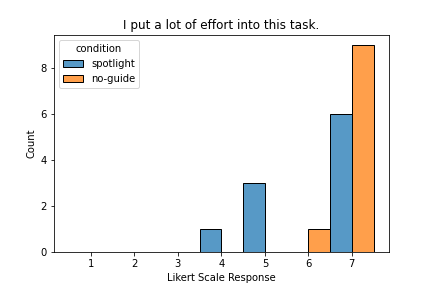 I put a lot of effort into this task.
condition
spotlight
no-guide
Count
8
6
4
2
0
1 2 3 4 5 6 7
Likert Scale Response